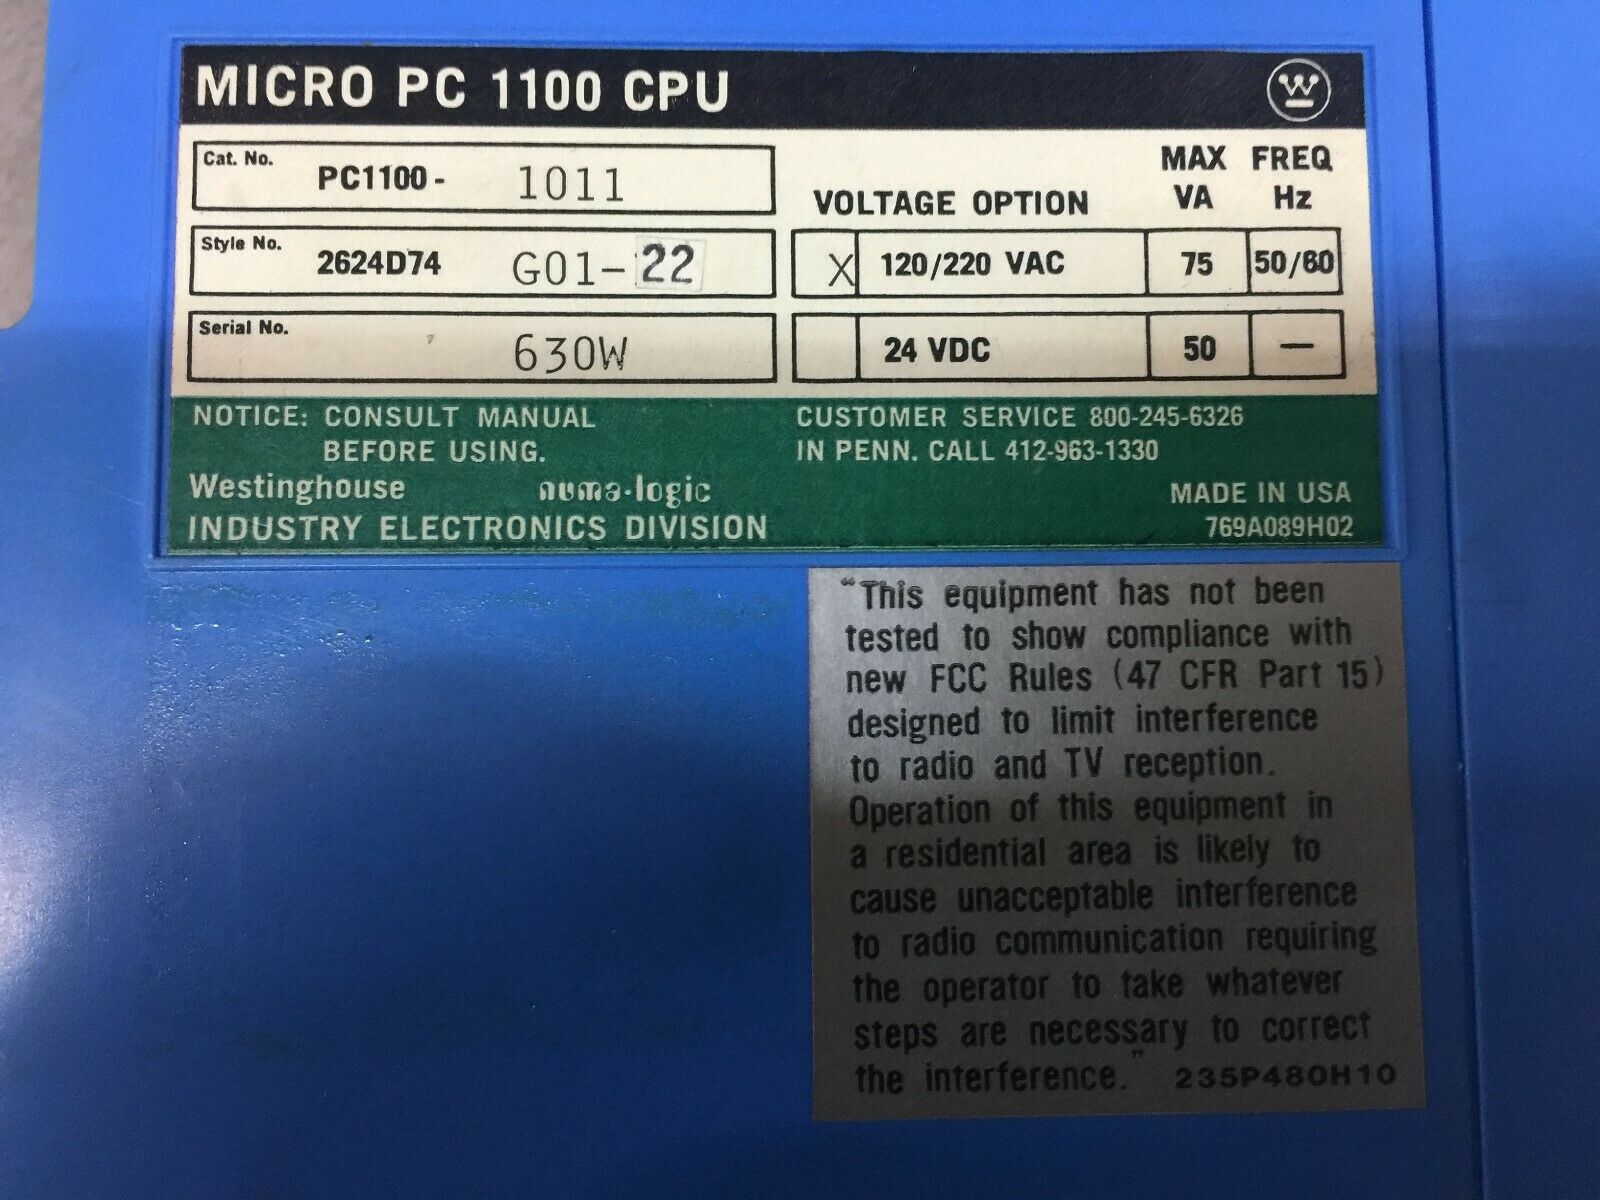 MICRO PC 1100 CPU
W
Cat. No. PC1100- 1011
Style No. 2624D74 G01-22
Serial No. 630W
VOLTAGE OPTION MAX VA FREQ Hz
X 120/220 VAC 75 50/60
24 VDC 50 —
NOTICE: CONSULT MANUAL
BEFORE USING.
CUSTOMER SERVICE 800-245-6326
IN PENN. CALL 412-963-1330
Westinghouse numa·logic
INDUSTRY ELECTRONICS DIVISION
MADE IN USA
769A089H02
"This equipment has not been
tested to show compliance with
new FCC Rules (47 CFR Part 15)
designed to limit interference
to radio and TV reception.
Operation of this equipment in
a residential area is likely to
cause unacceptable interference
to radio communication requiring
the operator to take whatever
steps are necessary to correct
the interference." 235P480H10